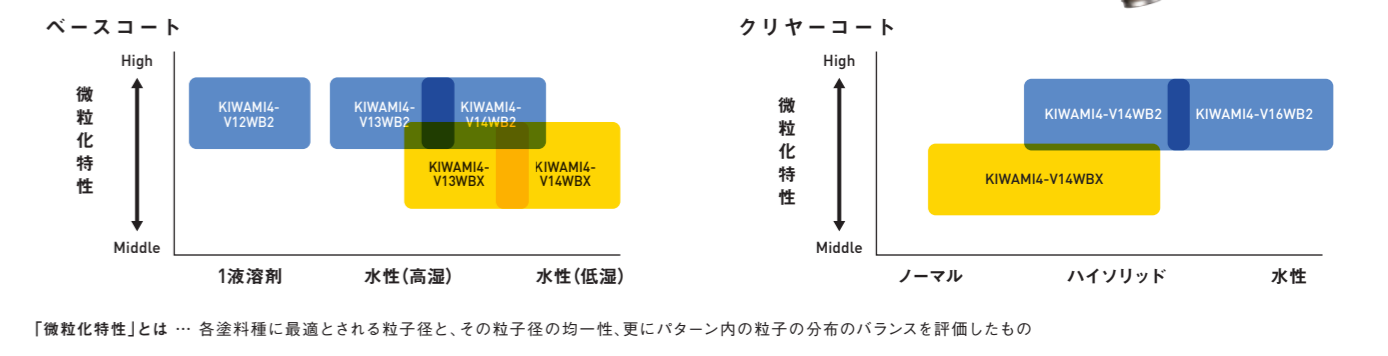 ベースコート
High
微粒化特性
Middle
KIWAMI4-
V12WB2
KIWAMI4-
V13WB2
KIWAMI4-
V14WB2
KIWAMI4-
V13WBX
KIWAMI4-
V14WBX
1液溶剤
水性(高湿)
水性(低湿)
クリヤーコート
High
微粒化特性
Middle
KIWAMI4-V14WB2
KIWAMI4-V16WB2
KIWAMI4-V14WBX
ノーマル
ハイソリッド
水性
「微粒化特性」とは … 各塗料種に最適とされる粒子径と、その粒子径の均一性、更にパターン内の粒子の分布のバランスを評価したもの